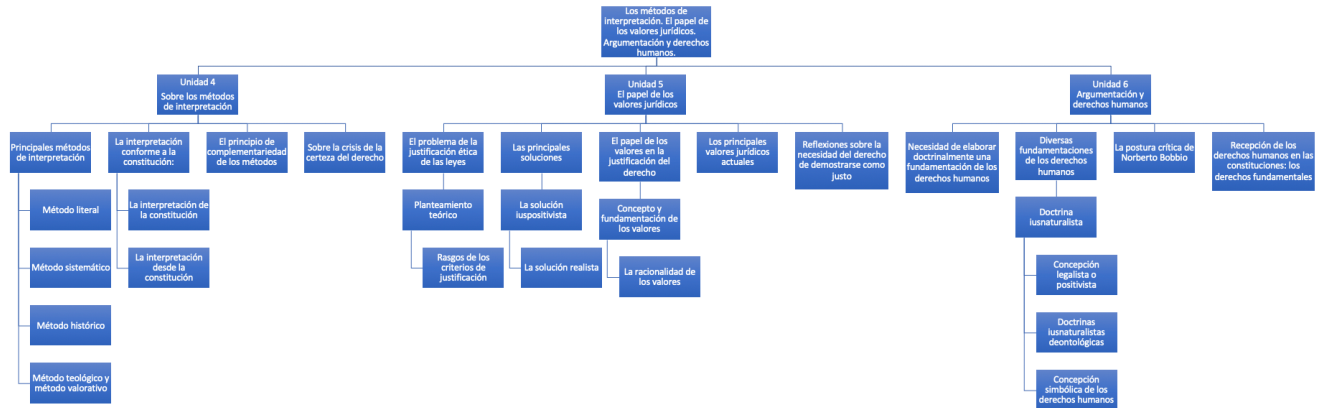 Los métodos de
interpretación. El papel de
los valores jurídicos.
Argumentación y derechos
humanos.
Unidad 4
Sobre los métodos
de interpretación
Unidad 5
El papel de los
valores jurídicos
Unidad 6
Argumentación y
derechos humanos
Principales métodos
de interpretación
La interpretación
conforme a la
constitución:
El principio de
complementariedad
de los métodos
Sobre la crisis de la
certeza del derecho
El problema de la
justificación ética
de las leyes
Las principales
soluciones
El papel de los
valores en la
justificación del
derecho
Los principales
valores jurídicos
actuales
Reflexiones sobre la
necesidad del derecho
de demostrarse como
justo
Necesidad de elaborar
doctrinalmente una
fundamentación de los
derechos humanos
Diversas
fundamentaciones
de los derechos
humanos
La postura crítica de
Norberto Bobbio
Recepción de los
derechos humanos en las
constituciones: los
derechos fundamentales
Método literal
Método sistemático
Método histórico
Método teológico y
método valorativo
La interpretación de
la constitución
La interpretación
desde la
constitución
Planteamiento
teórico
Rasgos de los
criterios de
justificación
La solución
iuspositivista
La solución realista
Concepto y
fundamentación de
los valores
La racionalidad de
los valores
Doctrina
iusnaturalista
Concepción
legalista o
positivista
Doctrinas
iusnaturalistas
deontológicas
Concepción
simbólica de los
derechos humanos